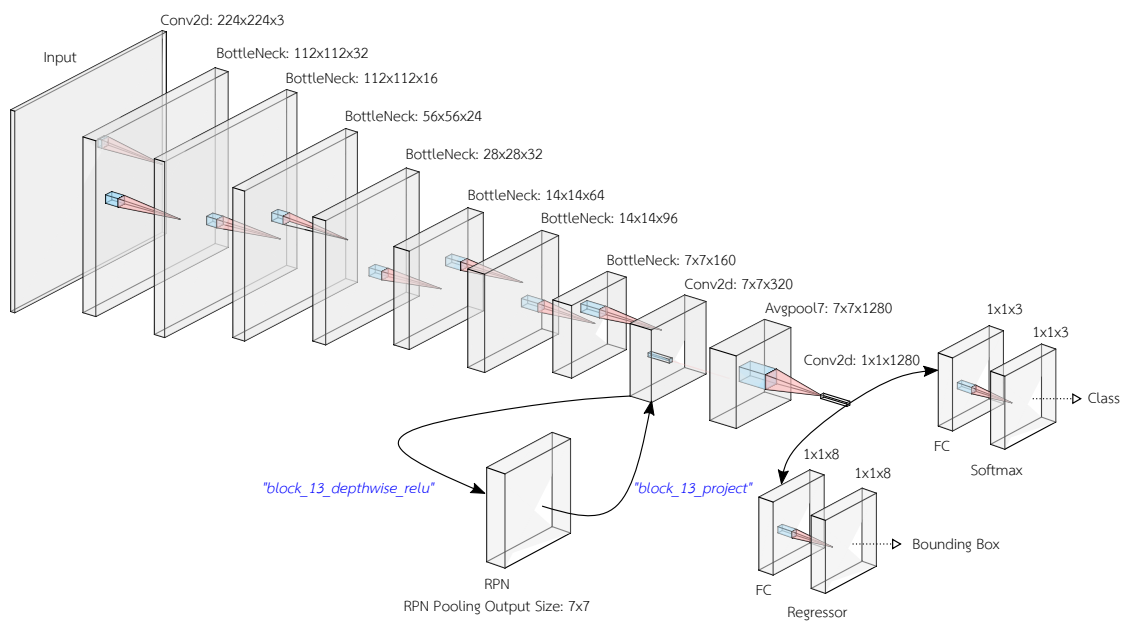 Conv2d: 224x224x3
Input
BottleNeck: 112x112x32
BottleNeck: 112x112x16
BottleNeck: 56x56x24
BottleNeck: 28x28x32
BottleNeck: 14x14x64
BottleNeck: 14x14x96
BottleNeck: 7x7x160
Conv2d: 7x7x320
Avgpool7: 7x7x1280
Conv2d: 1x1x1280
1x1x3
1x1x3
Class
FC
Softmax
"block_13_depthwise_relu"
"block_13_project"
1x1x8
1x1x8
Bounding Box
RPN
FC
RPN Pooling Output Size: 7x7
Regressor